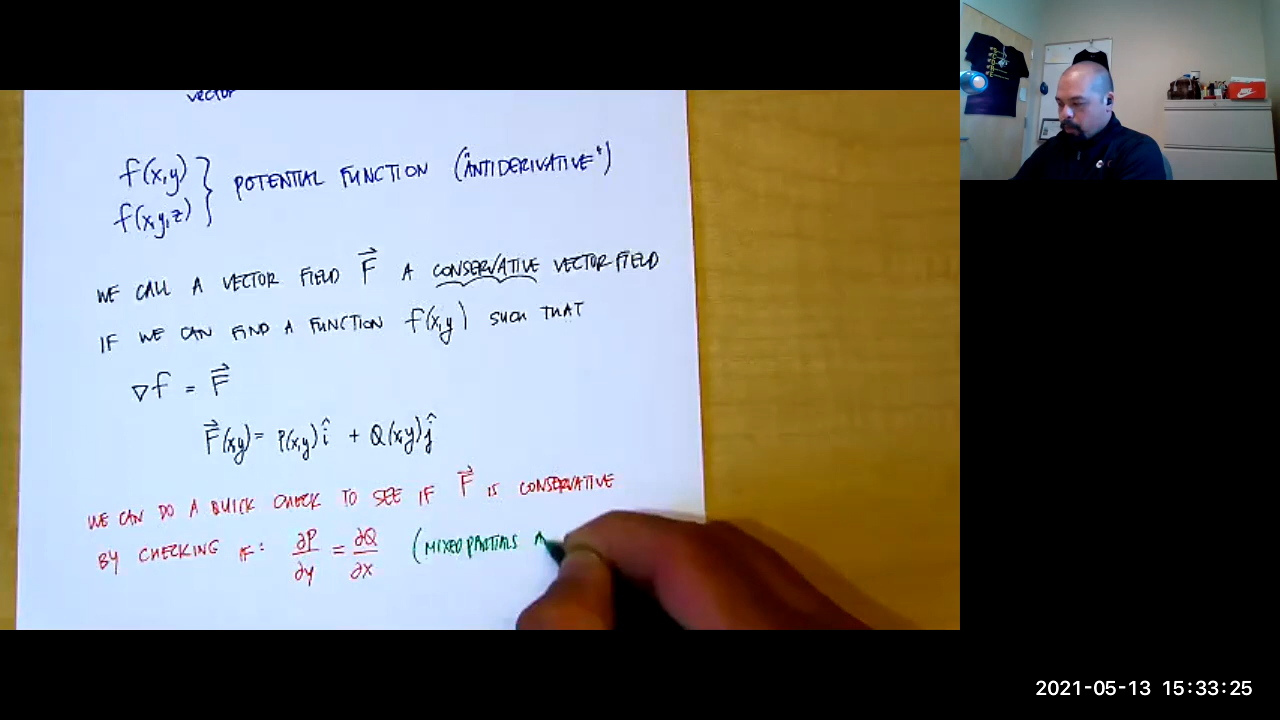 vector
f(x,y)
f(x,y,z)
} POTENTIAL FUNCTION ("ANTIDERIVATIVE")
WE CALL A VECTOR FIELD F⃗ A CONSERVATIVE VECTOR FIELD
IF WE CAN FIND A FUNCTION f(x,y) SUCH THAT
∇f = F⃗
F⃗(x,y) = P(x,y) î + Q(x,y) ĵ
WE CAN DO A QUICK CHECK TO SEE IF F⃗ IS CONSERVATIVE
BY CHECKING IF: ∂P/∂y = ∂Q/∂x (MIXED PARTIALS A
NIKE
2021-05-13 15:33:25